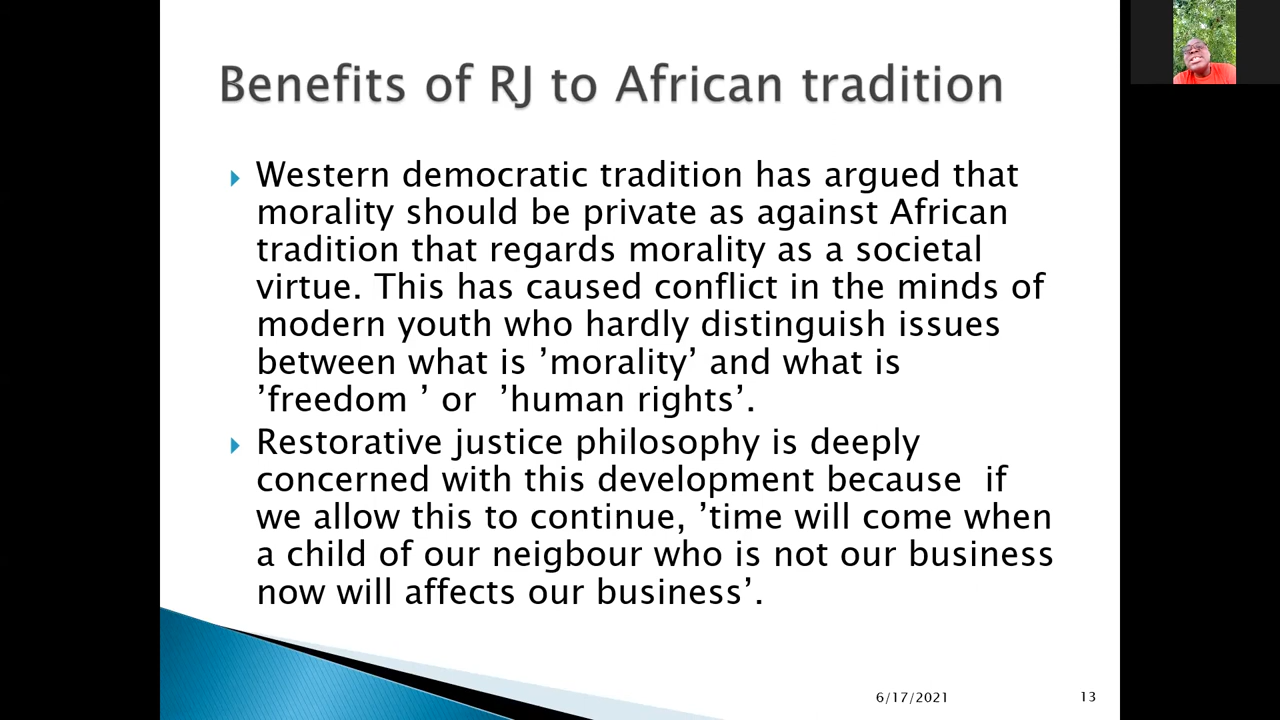 Benefits of RJ to African tradition
Western democratic tradition has argued that
morality should be private as against African
tradition that regards morality as a societal
virtue. This has caused conflict in the minds of
modern youth who hardly distinguish issues
between what is ’morality’ and what is
’freedom ’ or  ’human rights’.
Restorative justice philosophy is deeply
concerned with this development because  if
we allow this to continue, ’time will come when
a child of our neigbour who is not our business
now will affects our business’.
6/17/2021
13